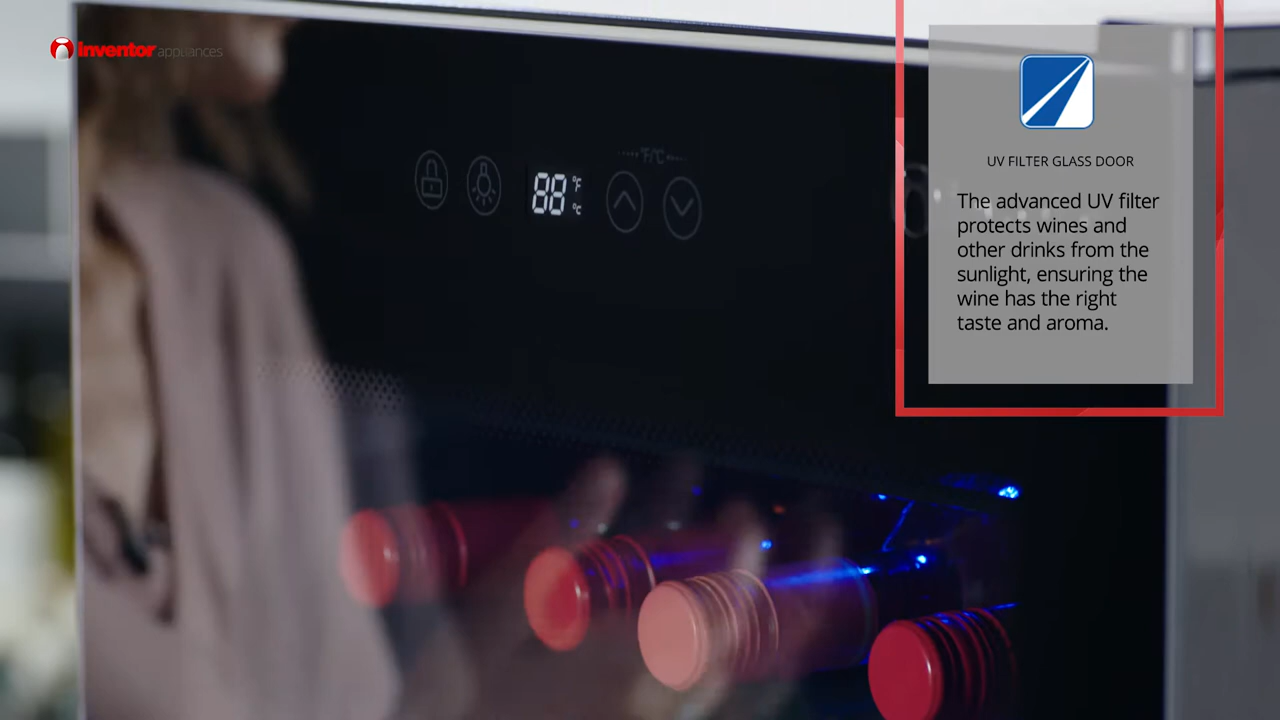 inventor appliances
°F/°C
88 °F
°C
UV FILTER GLASS DOOR
The advanced UV filter
protects wines and
other drinks from the
sunlight, ensuring the
wine has the right
taste and aroma.